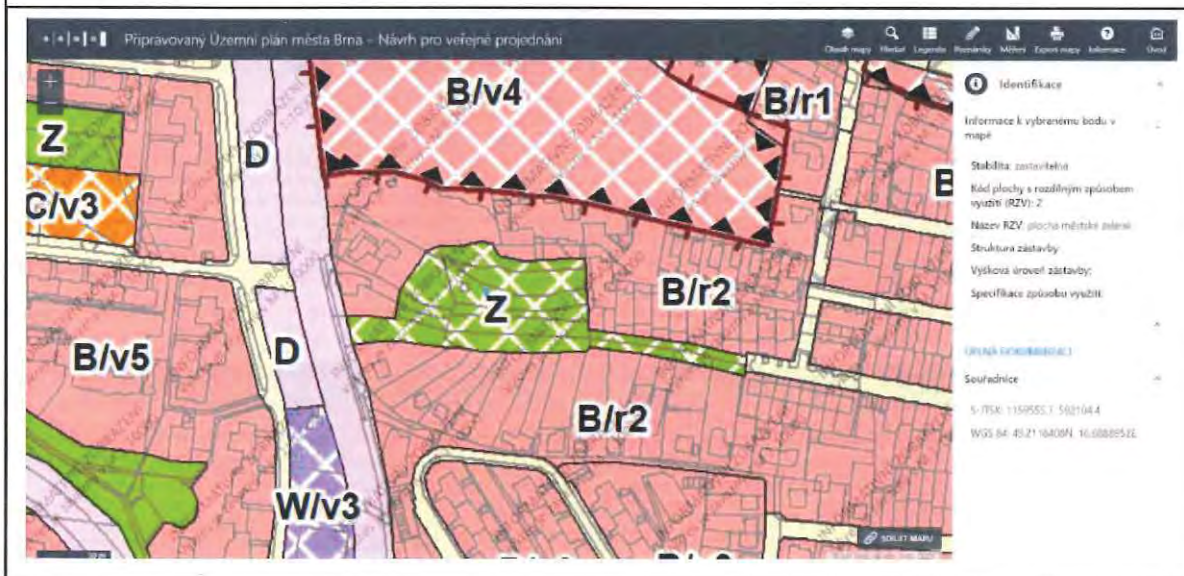 Připravovaný Územní plán města Brna – Návrh pro veřejné projednání
Obsah mapy Hledat Legenda Poznámky Měření Export mapy Informace Úvod
Identifikace
Informace k vybranému bodu v
mapě
Stabilita: zastavitelná
Kód plochy s rozdílným způsobem
využití (RZV): Z
Název RZV: plocha městské zeleně
Struktura zástavby:
Výšková úroveň zástavby:
Specifikace způsobu využití:
Souřadnice
WGS 84:
B/v4
B/r1
Z
D
C/v3
B
B/r2
Z
B/v5
D
B/r2
W/v3
SDÍLET MAPU